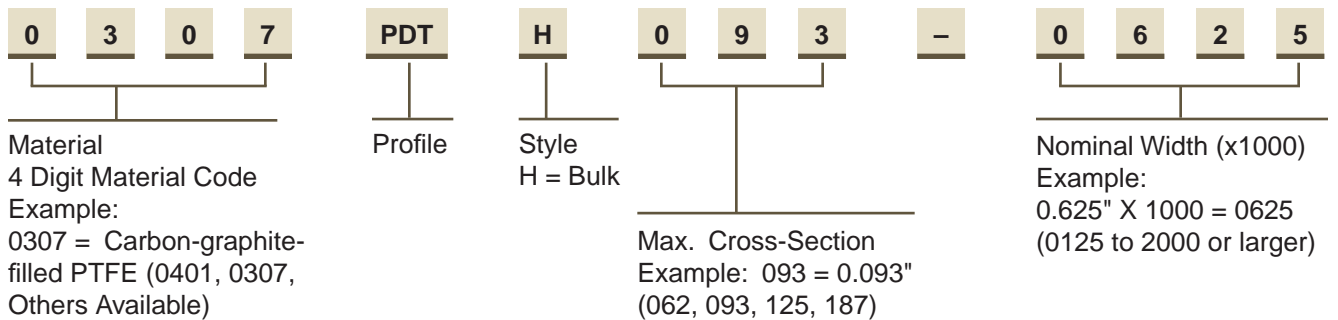 0 3 0 7 PDT H 0 9 3 – 0 6 2 5
Material
4 Digit Material Code
Example:
0307 = Carbon-graphite-
filled PTFE (0401, 0307,
Others Available)
Profile
Style
H = Bulk
Max. Cross-Section
Example: 093 = 0.093"
(062, 093, 125, 187)
Nominal Width (x1000)
Example:
0.625" X 1000 = 0625
(0125 to 2000 or larger)